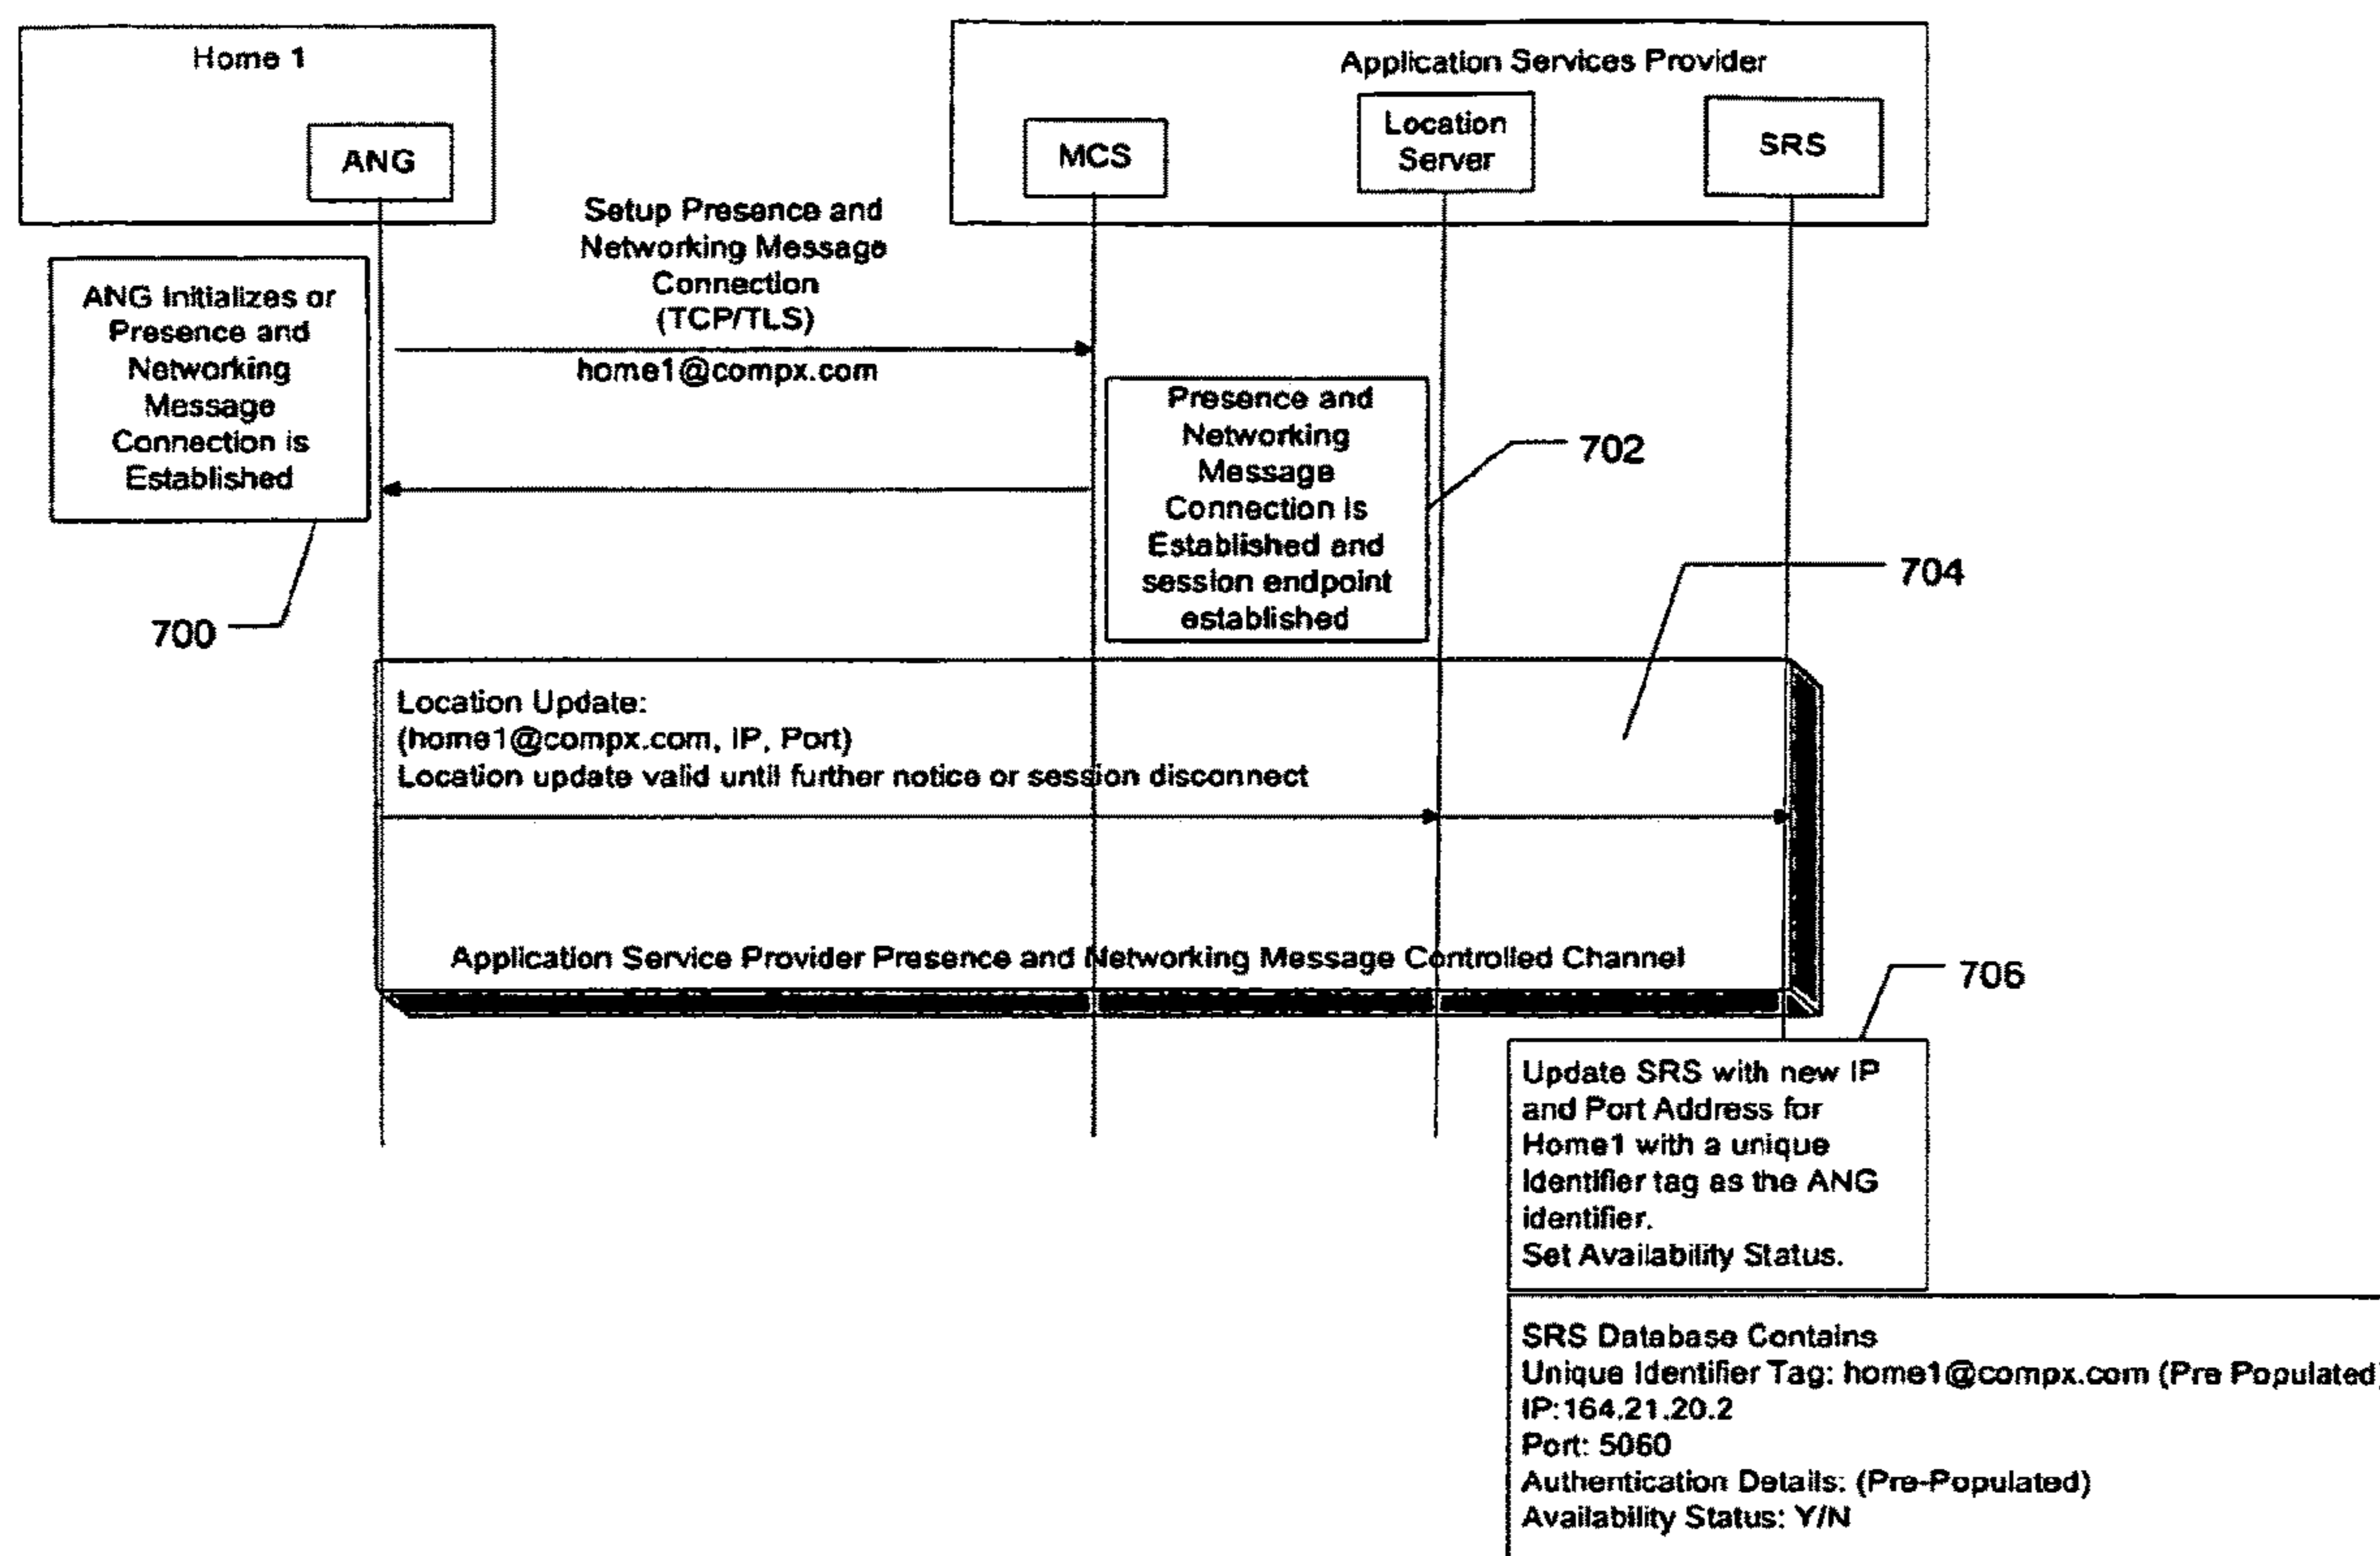 Home 1
ANG
Application Services Provider
MCS
Location
Server
SRS
Setup Presence and
Networking Message
Connection
(TCP/TLS)
home1@compx.com
ANG Initializes or
Presence and
Networking
Message
Connection is
Established
700
Presence and
Networking
Message
Connection is
Established and
session endpoint
established
702
704
Location Update:
(home1@compx.com, IP, Port)
Location update valid until further notice or session disconnect
Application Service Provider Presence and Networking Message Controlled Channel
706
Update SRS with new IP
and Port Address for
Home1 with a unique
Identifier tag as the ANG
identifier.
Set Availability Status.
SRS Database Contains
Unique Identifier Tag: home1@compx.com (Pre Populated)
IP:164.21.20.2
Port: 5060
Authentication Details: (Pre-Populated)
Availability Status: Y/N